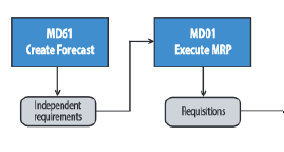 MD61
Create Forecast
MD01
Execute MRP
Independent
requirements
Requisitions